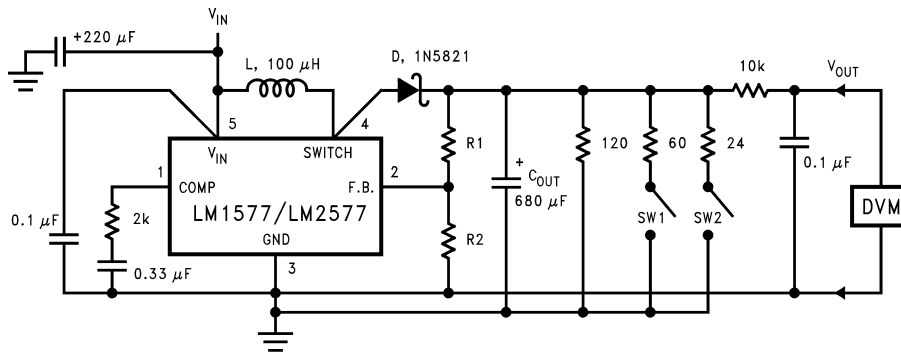 V_IN
+220 μF
L, 100 μH
D, 1N5821
10k
V_OUT
5
4
V_IN
SWITCH
R1
120
60
24
1
COMP
F.B.
2
+
C_OUT
680 μF
0.1 μF
LM1577/LM2577
DVM
0.1 μF
2k
GND
R2
SW1
SW2
0.33 μF
3